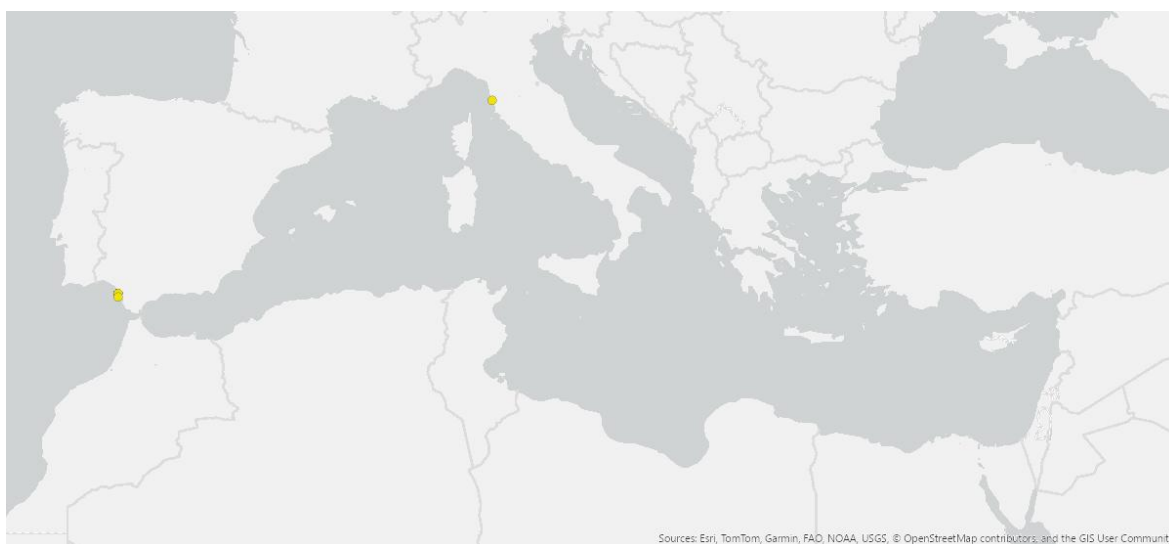 Sources: Esri, TomTom, Garmin, FAO, NOAA, USGS, © OpenStreetMap contributors, and the GIS User Communit